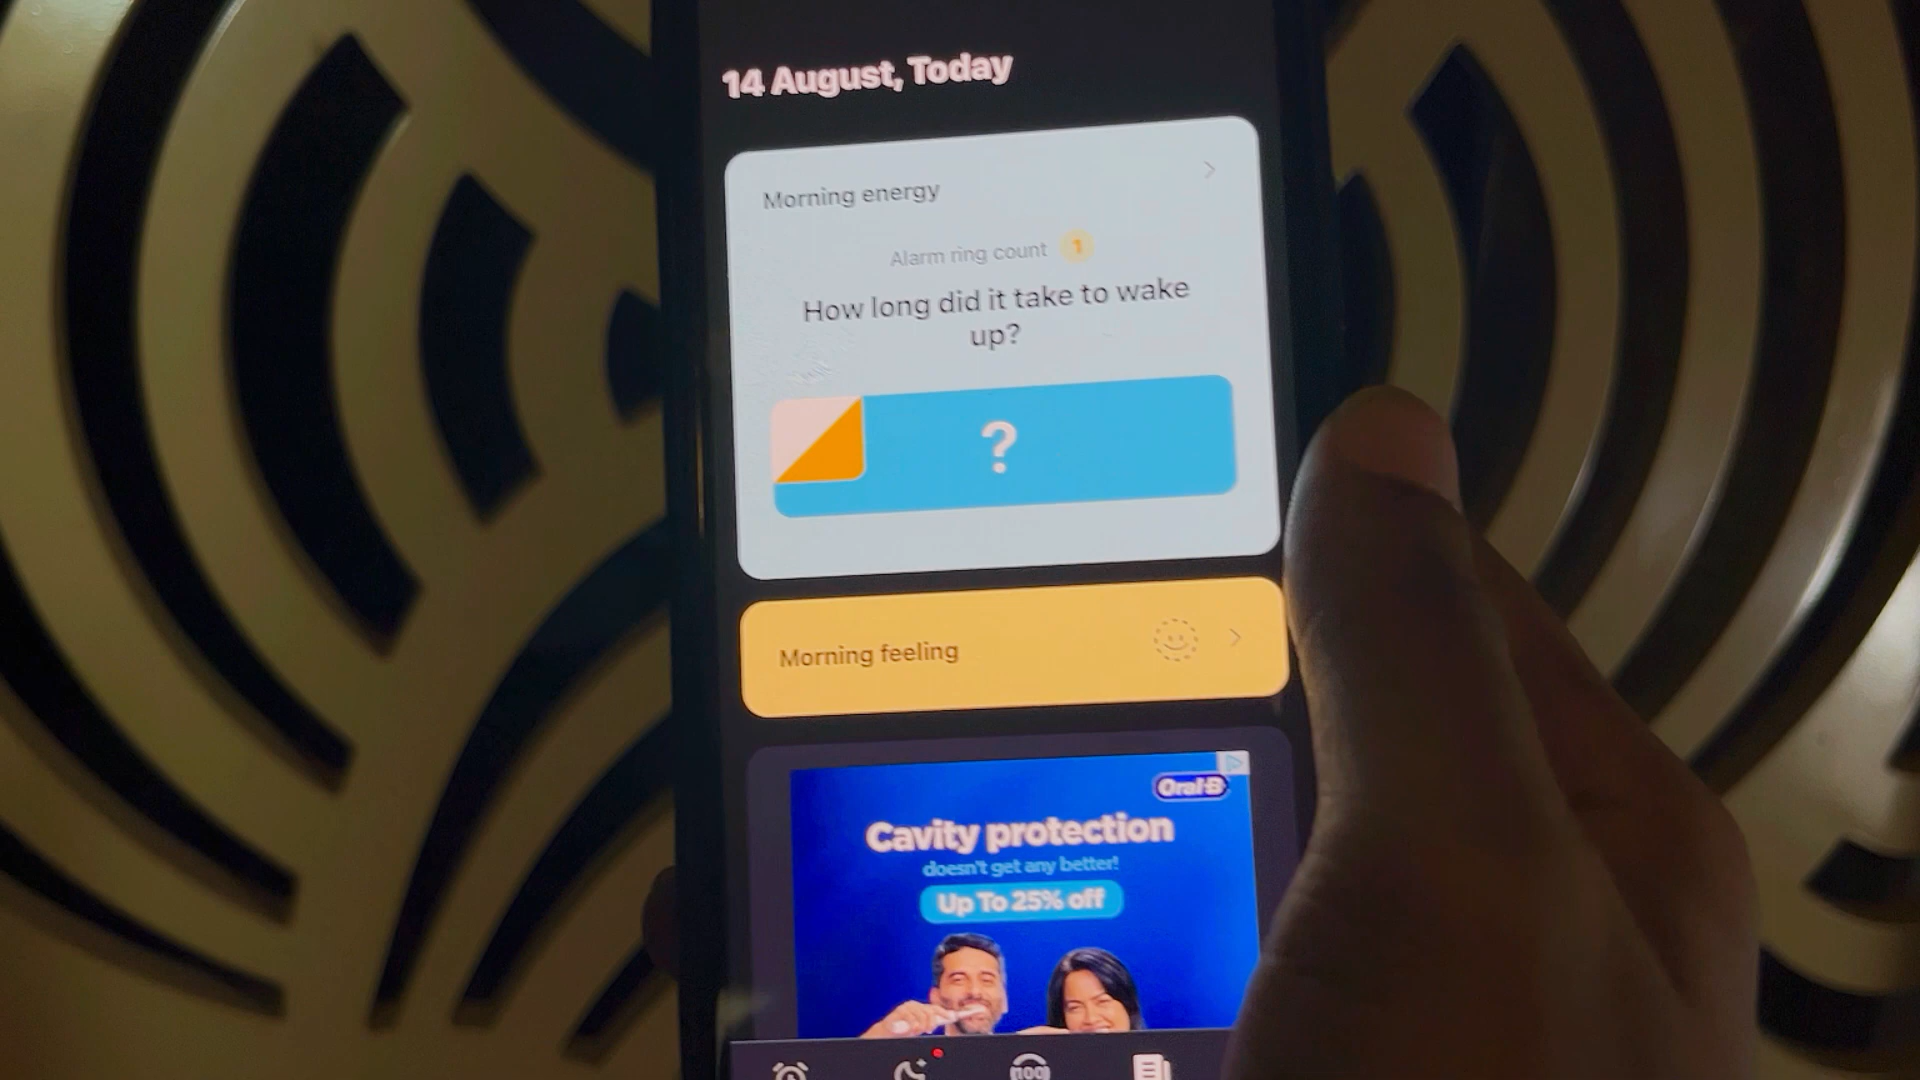 14 August, Today
Morning energy
Alarm ring count 1
How long did it take to wake
up?
?
Morning feeling
Oral-B
Cavity protection
doesn't get any better!
Up To 25% off
100